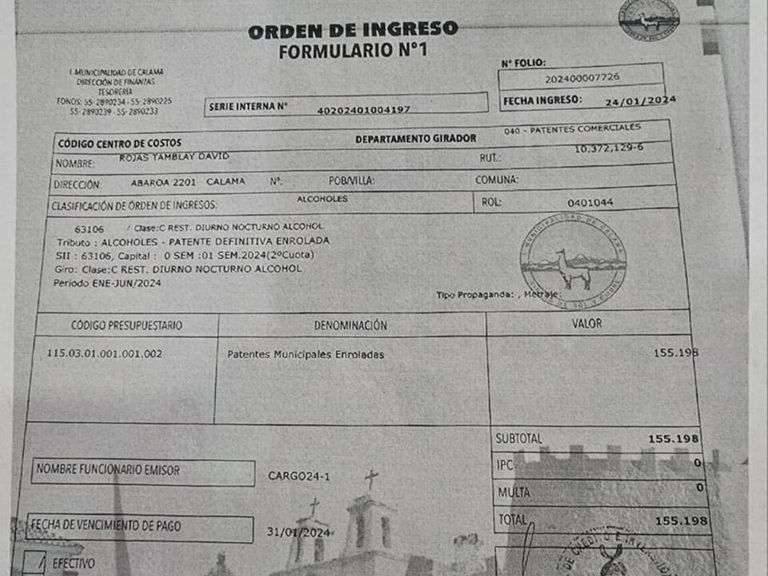 ORDEN DE INGRESO
FORMULARIO N°1
I. MUNICIPALIDAD DE CALAMA
DIRECCIÓN DE FINANZAS
TESORERÍA
FONOS: 55-2890234 - 55-2890225
55-2890239 - 55-2890233
SERIE INTERNA N° 40202401004197
N° FOLIO:
202400007726
FECHA INGRESO: 24/01/2024
CÓDIGO CENTRO DE COSTOS DEPARTAMENTO GIRADOR 040 - PATENTES COMERCIALES
NOMBRE: ROJAS TAMBLAY DAVID RUT.: 10,372,129-6
DIRECCIÓN: ABAROA 2201 CALAMA N°: POB/VILLA: COMUNA:
CLASIFICACIÓN DE ÓRDEN DE INGRESOS: ALCOHOLES ROL: 0401044
63106 / Clase:C REST. DIURNO NOCTURNO ALCOHOL
Tributo : ALCOHOLES - PATENTE DEFINITIVA ENROLADA
SII : 63106, Capital : 0 SEM :01 SEM.2024(2ºCuota)
Giro: Clase:C REST. DIURNO NOCTURNO ALCOHOL
Período ENE-JUN/2024
MUNICIPALIDAD DE CALAMA
Tipo Propaganda: , Metraje:
CÓDIGO PRESUPUESTARIO DENOMINACIÓN VALOR
115.03.01.001.001.002 Patentes Municipales Enroladas 155.198
SUBTOTAL 155.198
IPC 0
MULTA 0
TOTAL 155.198
NOMBRE FUNCIONARIO EMISOR CARGO24-1
FECHA DE VENCIMIENTO DE PAGO 31/01/2024
EFECTIVO
DE CREDITO E